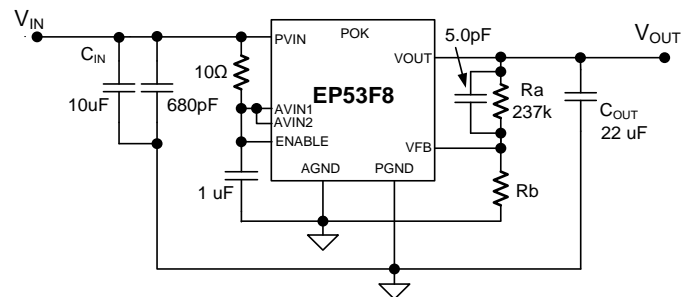 VIN
VOUT
CIN
10uF
680pF
10Ω
1 uF
PVIN
POK
VOUT
EP53F8
AVIN1
AVIN2
ENABLE
VFB
AGND
PGND
5.0pF
Ra
237k
Rb
COUT
22 uF